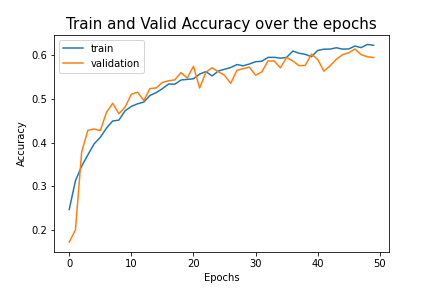 Train and Valid Accuracy over the epochs
train
validation
0.6
0.5
0.4
0.3
0.2
Accuracy
0 10 20 30 40 50
Epochs